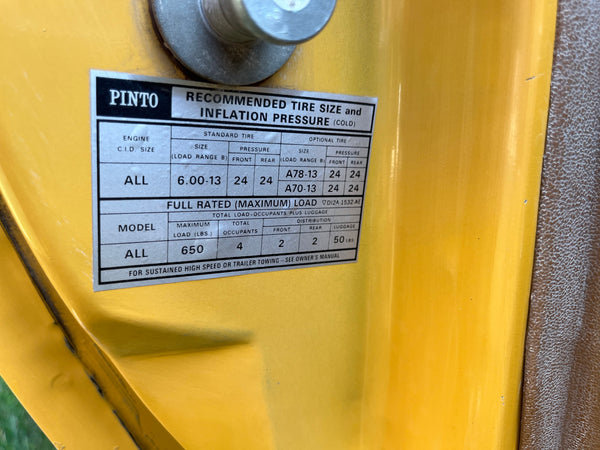 PINTO
RECOMMENDED TIRE SIZE and
INFLATION PRESSURE (COLD)
ENGINE C.I.D. SIZE STANDARD TIRE OPTIONAL TIRE
SIZE (LOAD RANGE B) PRESSURE SIZE (LOAD RANGE B) PRESSURE
FRONT REAR FRONT REAR
ALL 6.00-13 24 24 A78-13 24 24
A70-13 24 24
FULL RATED (MAXIMUM) LOAD
TOTAL LOAD-OCCUPANTS PLUS LUGGAGE
MODEL MAXIMUM LOAD (LBS.) TOTAL OCCUPANTS DISTRIBUTION
FRONT REAR LUGGAGE
ALL 650 4 2 2 50 LBS.
FOR SUSTAINED HIGH SPEED OR TRAILER TOWING - SEE OWNER'S MANUAL